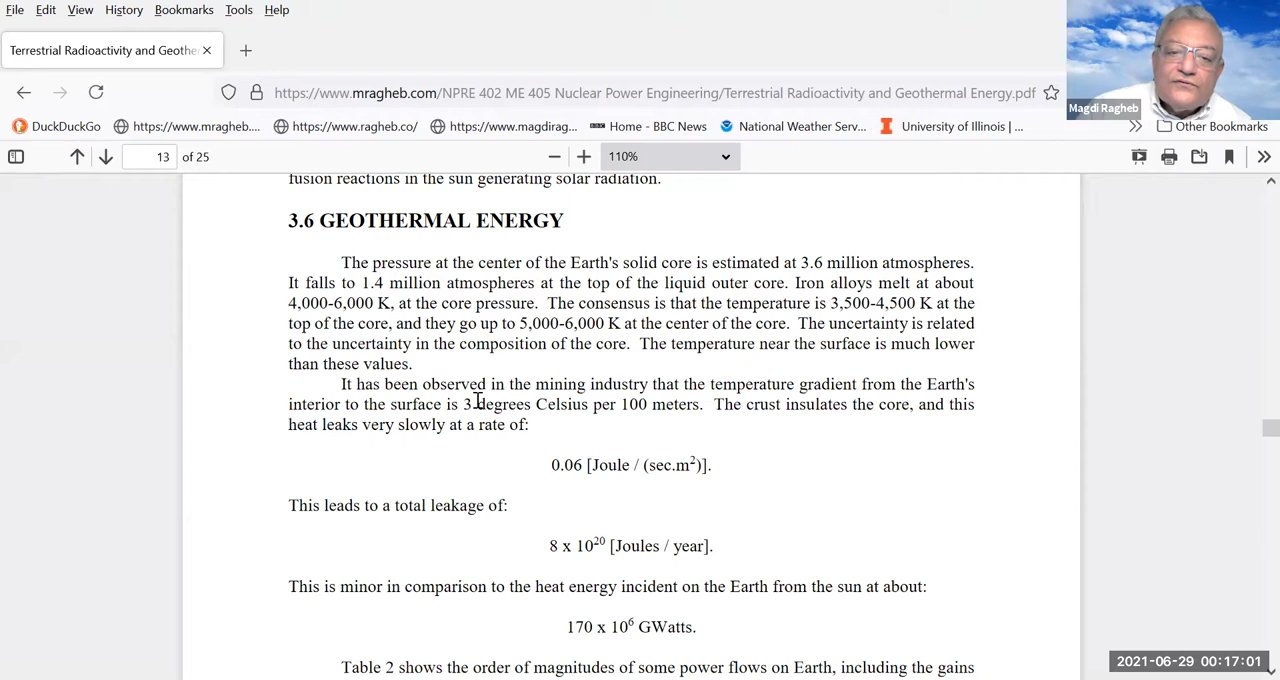 File Edit View History Bookmarks Tools Help
Terrestrial Radioactivity and Geothe
https://www.mragheb.com/NPRE 402 ME 405 Nuclear Power Engineering/Terrestrial Radioactivity and Geothermal Energy.pdf
Magdi Ragheb
DuckDuckGo https://www.mragheb.... https://www.ragheb.co/ https://www.magdirag... Home - BBC News National Weather Serv... University of Illinois | ... Other Bookmarks
13 of 25 110%
fusion reactions in the sun generating solar radiation.
3.6 GEOTHERMAL ENERGY
The pressure at the center of the Earth's solid core is estimated at 3.6 million atmospheres.
It falls to 1.4 million atmospheres at the top of the liquid outer core. Iron alloys melt at about
4,000-6,000 K, at the core pressure. The consensus is that the temperature is 3,500-4,500 K at the
top of the core, and they go up to 5,000-6,000 K at the center of the core. The uncertainty is related
to the uncertainty in the composition of the core. The temperature near the surface is much lower
than these values.
It has been observed in the mining industry that the temperature gradient from the Earth's
interior to the surface is 3 degrees Celsius per 100 meters. The crust insulates the core, and this
heat leaks very slowly at a rate of:
0.06 [Joule / (sec.m²)].
This leads to a total leakage of:
8 x 10²⁰ [Joules / year].
This is minor in comparison to the heat energy incident on the Earth from the sun at about:
170 x 10⁶ GWatts.
Table 2 shows the order of magnitudes of some power flows on Earth, including the gains
2021-06-29 00:17:01